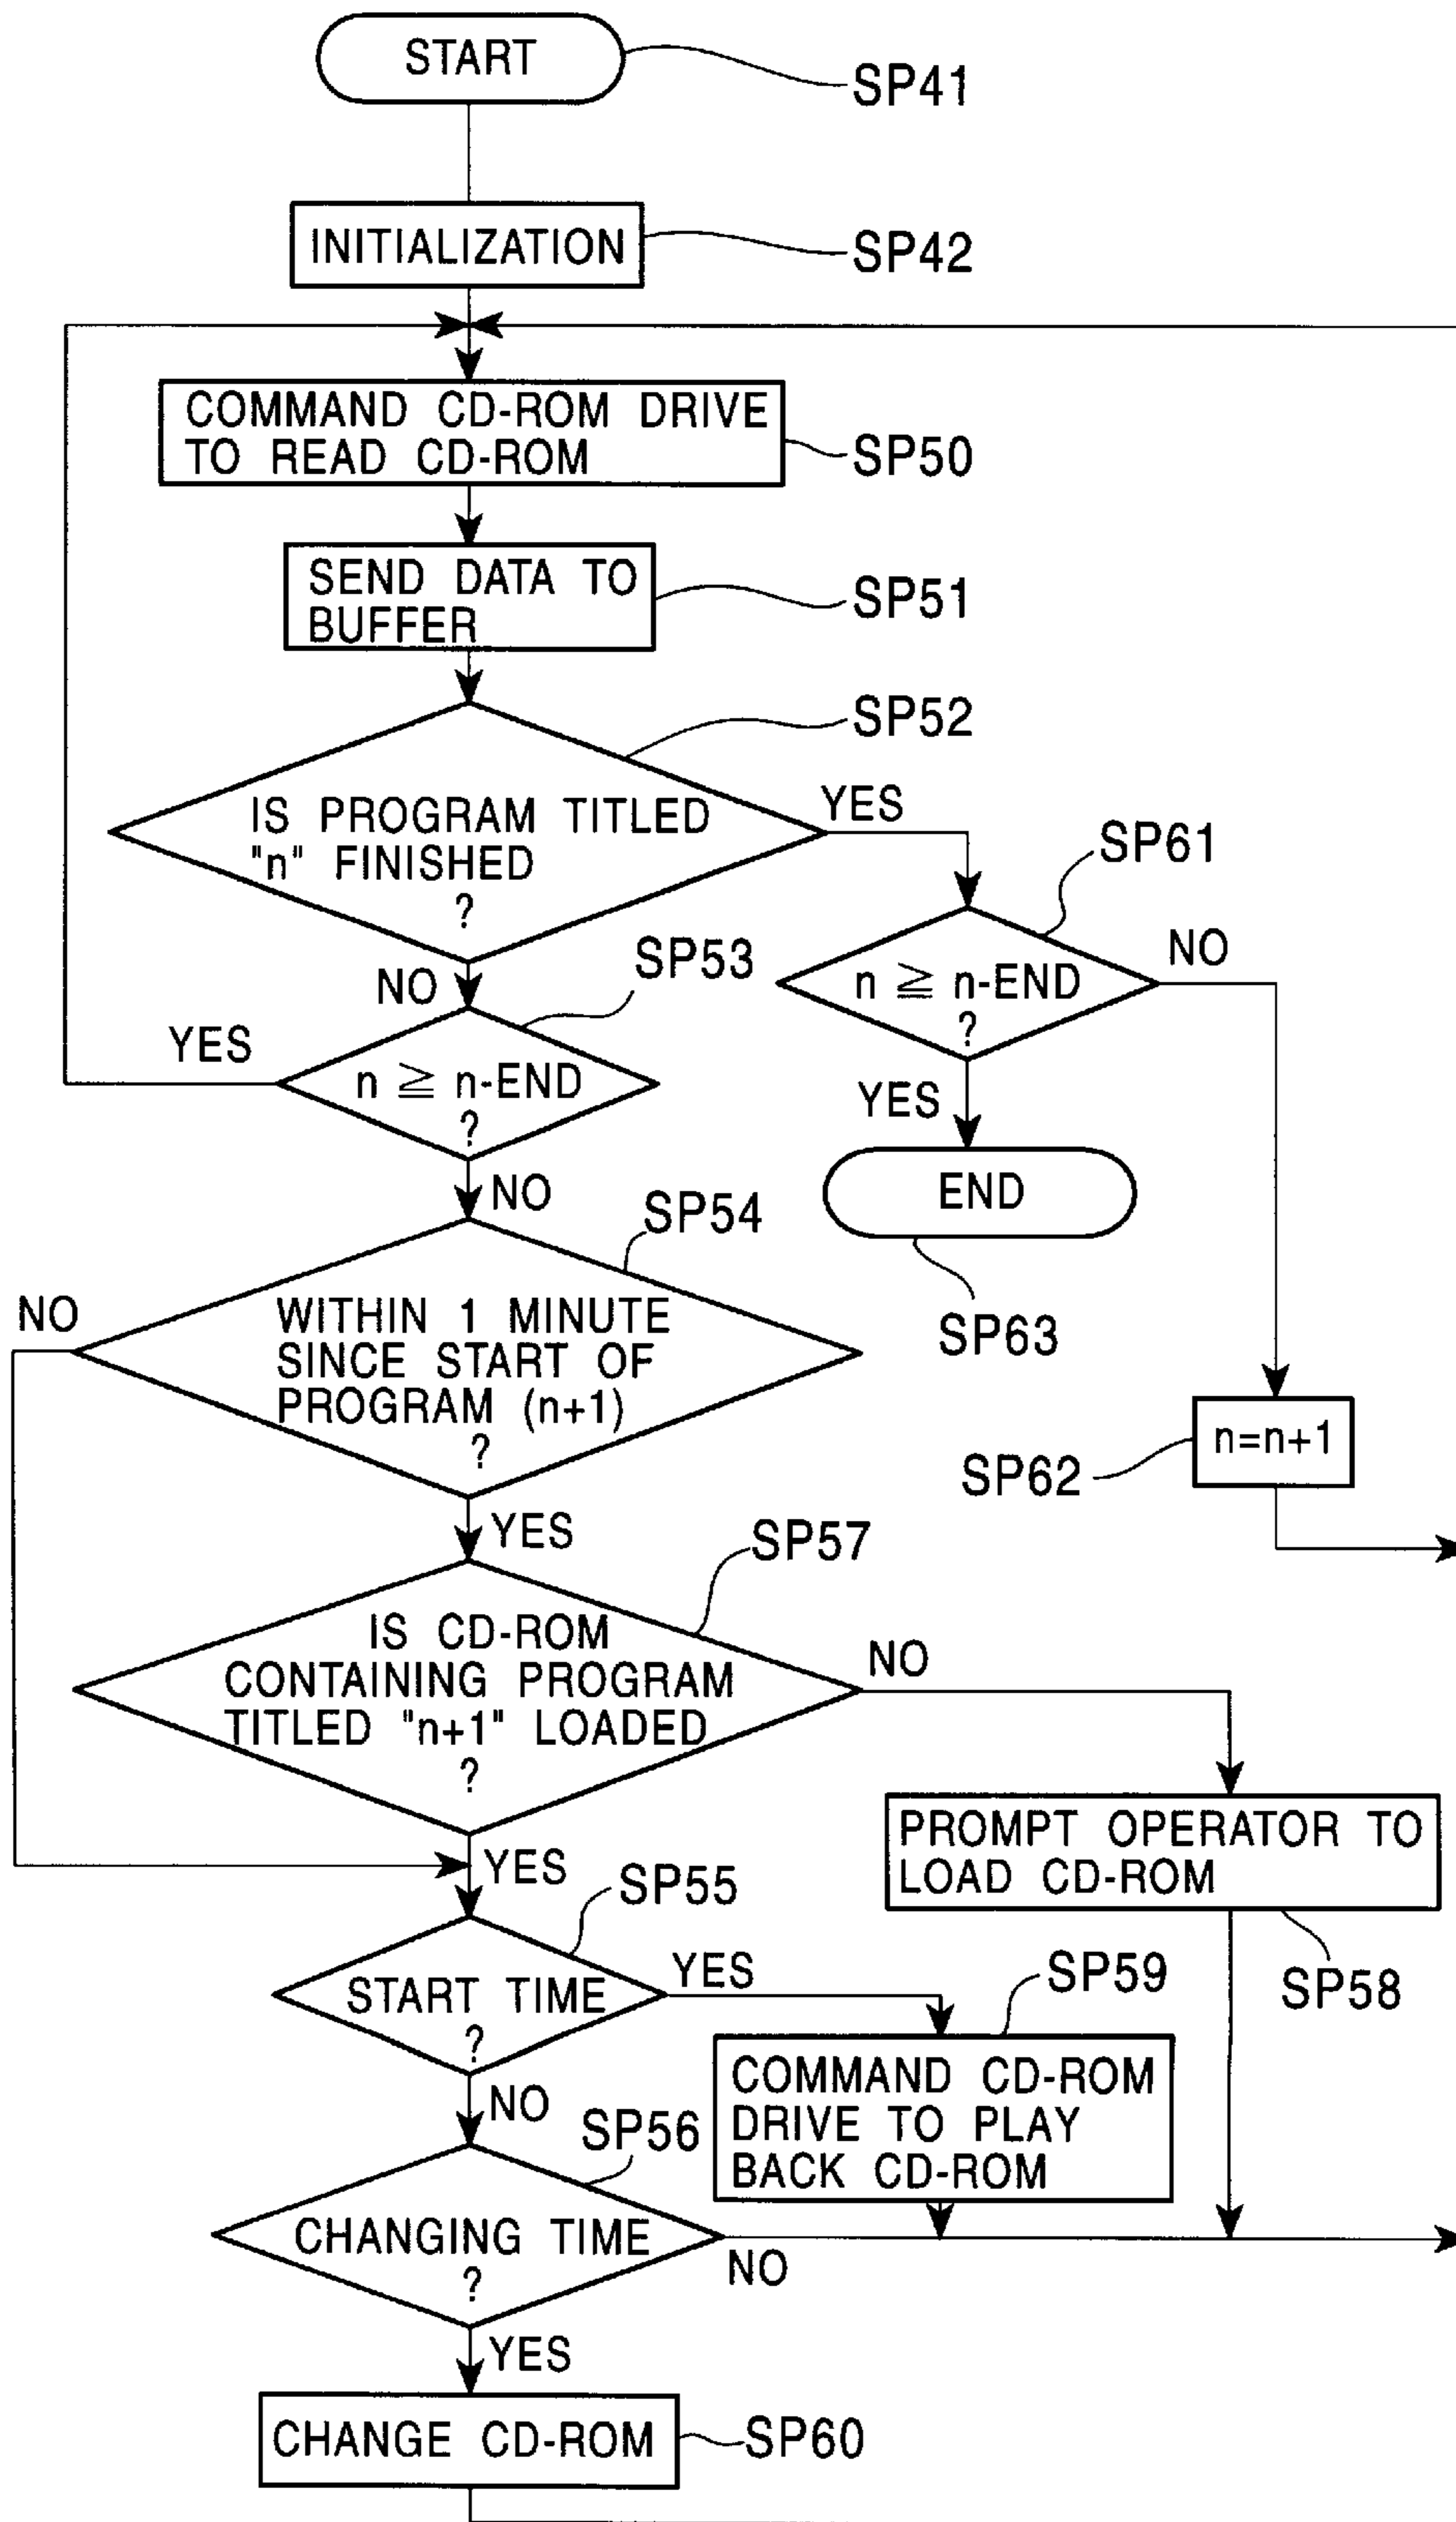 START
SP41
INITIALIZATION
SP42
COMMAND CD-ROM DRIVE
TO READ CD-ROM
SP50
SEND DATA TO
BUFFER
SP51
SP52
IS PROGRAM TITLED
"n" FINISHED
?
YES
SP61
NO
n ≧ n-END
?
YES
END
SP63
NO
SP53
YES
n ≧ n-END
?
NO
SP54
NO
WITHIN 1 MINUTE
SINCE START OF
PROGRAM (n+1)
?
n=n+1
SP62
YES
SP57
IS CD-ROM
CONTAINING PROGRAM
TITLED "n+1" LOADED
?
NO
PROMPT OPERATOR TO
LOAD CD-ROM
SP58
YES
SP55
START TIME
?
YES
SP59
COMMAND CD-ROM
DRIVE TO PLAY
BACK CD-ROM
NO
SP56
CHANGING TIME
?
NO
YES
CHANGE CD-ROM
SP60